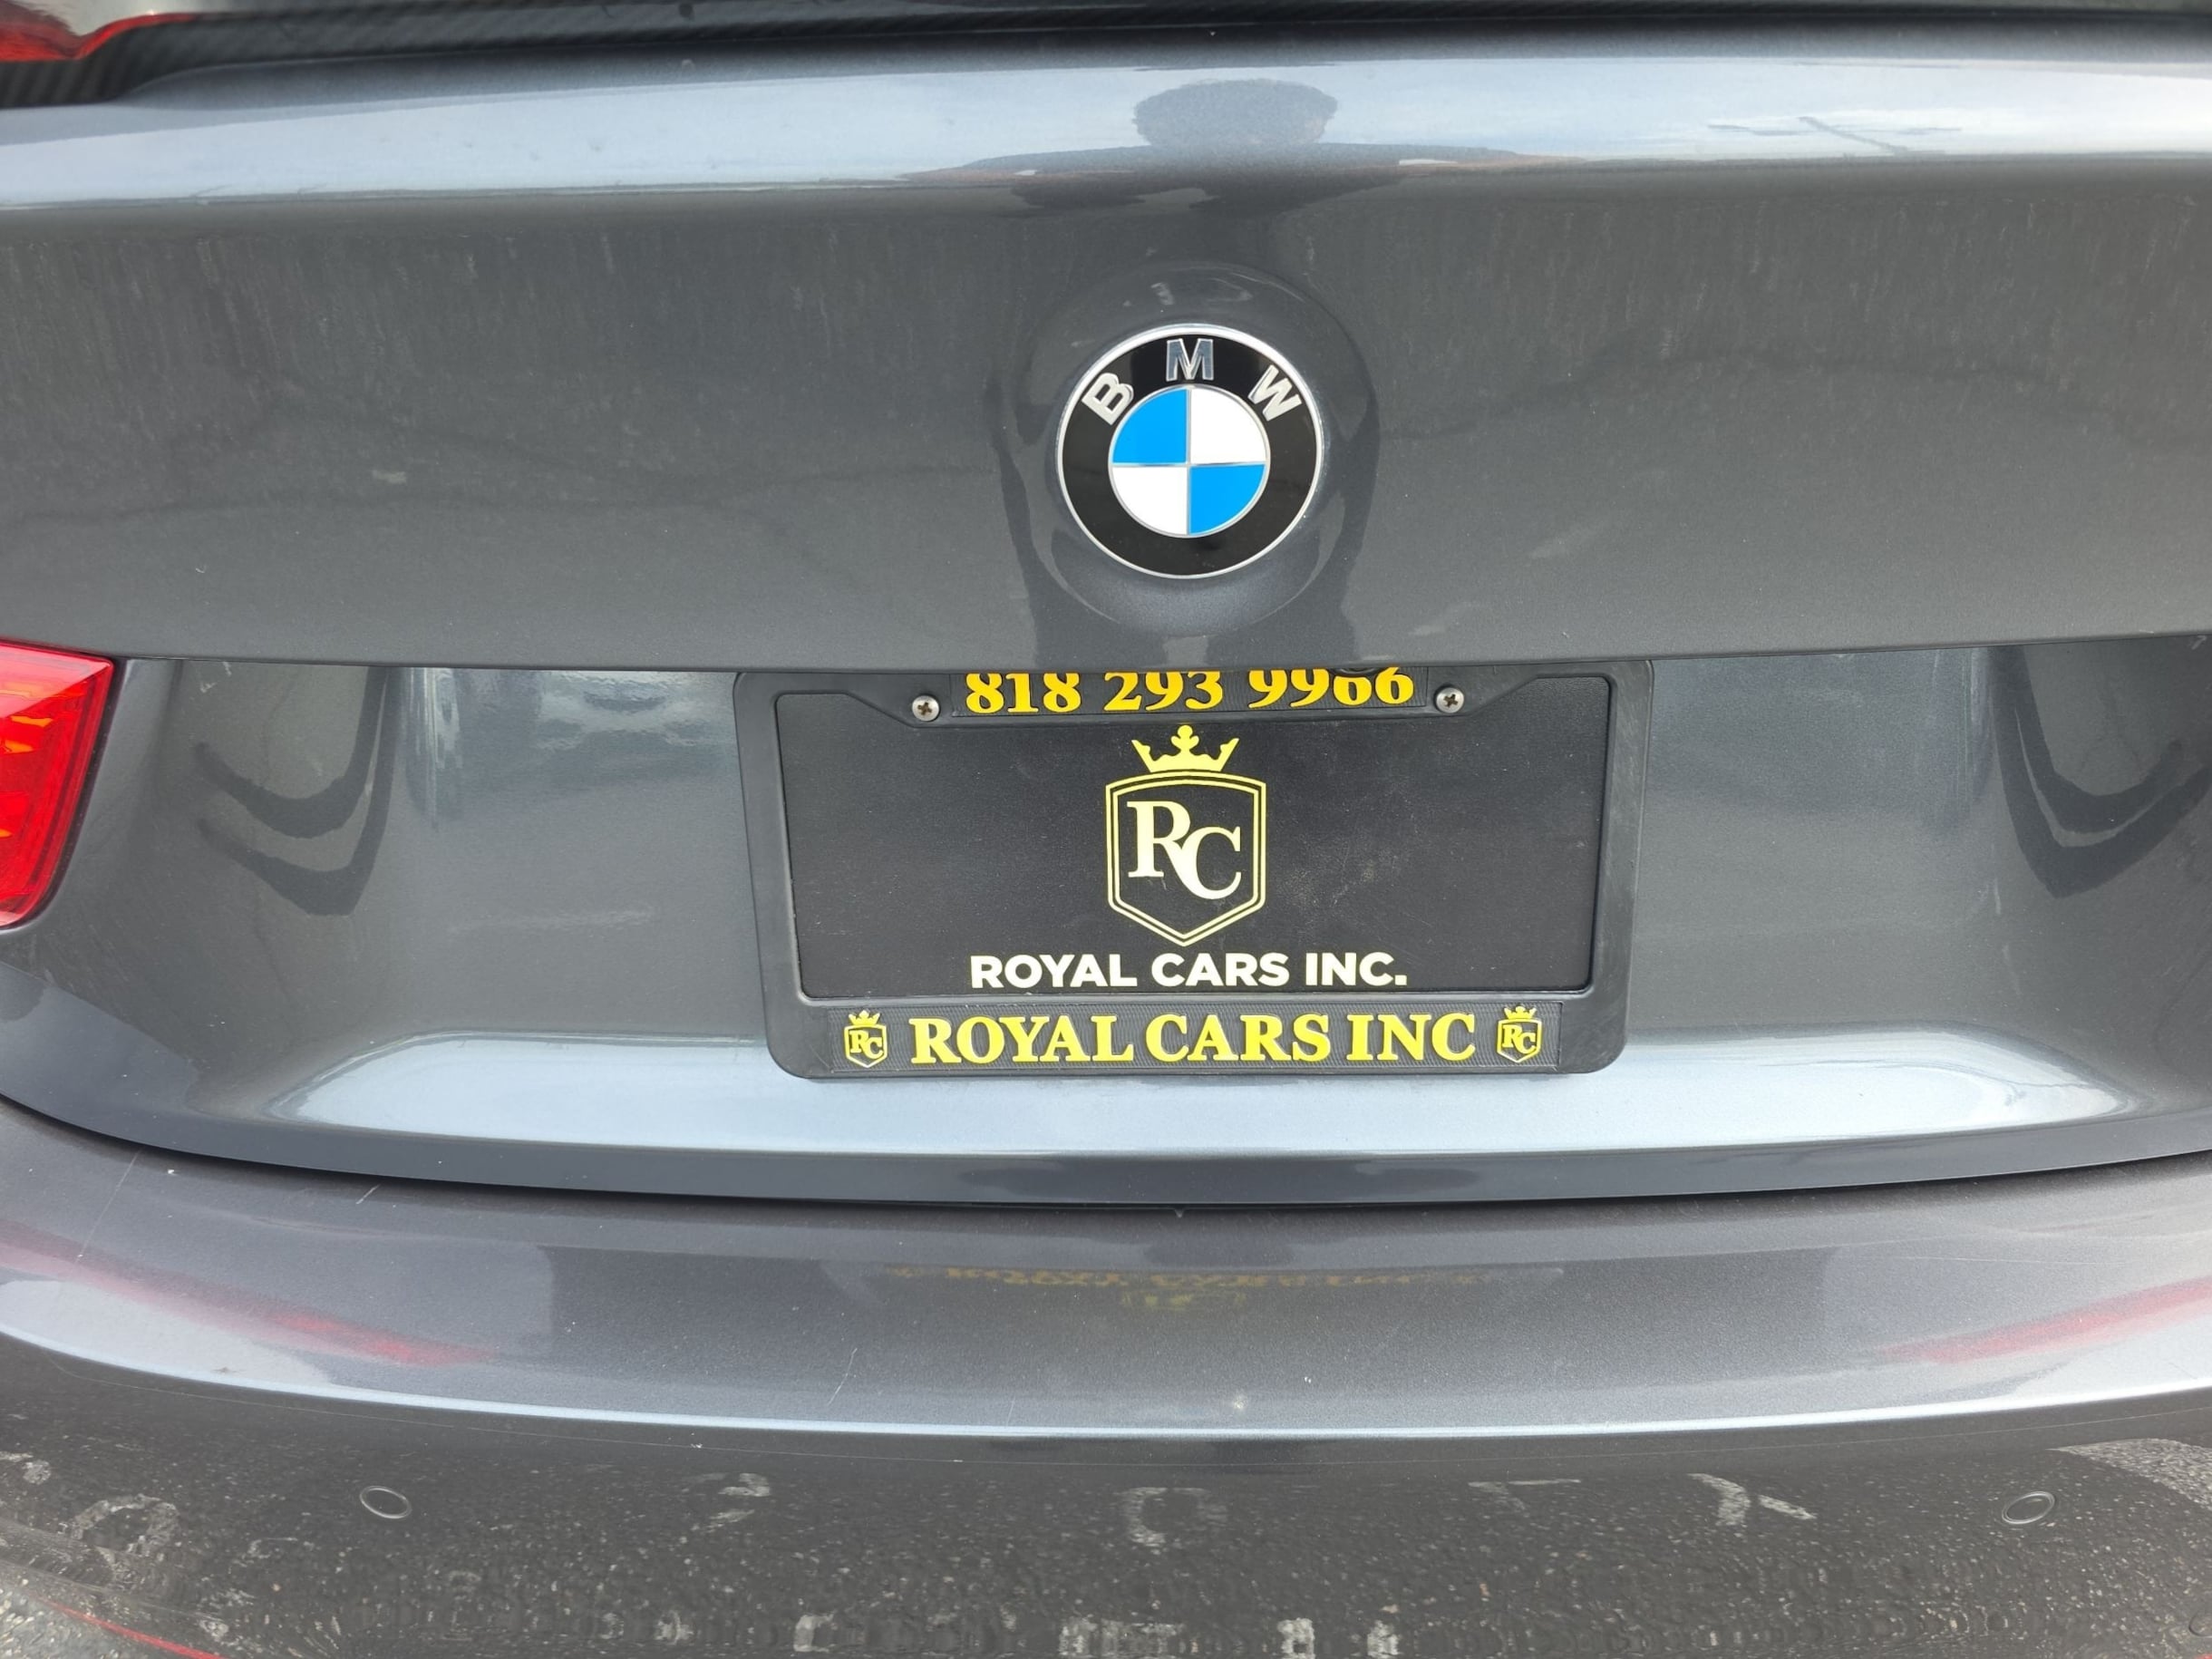 BMW
818 293 9966
RC
ROYAL CARS INC.
RC ROYAL CARS INC RC